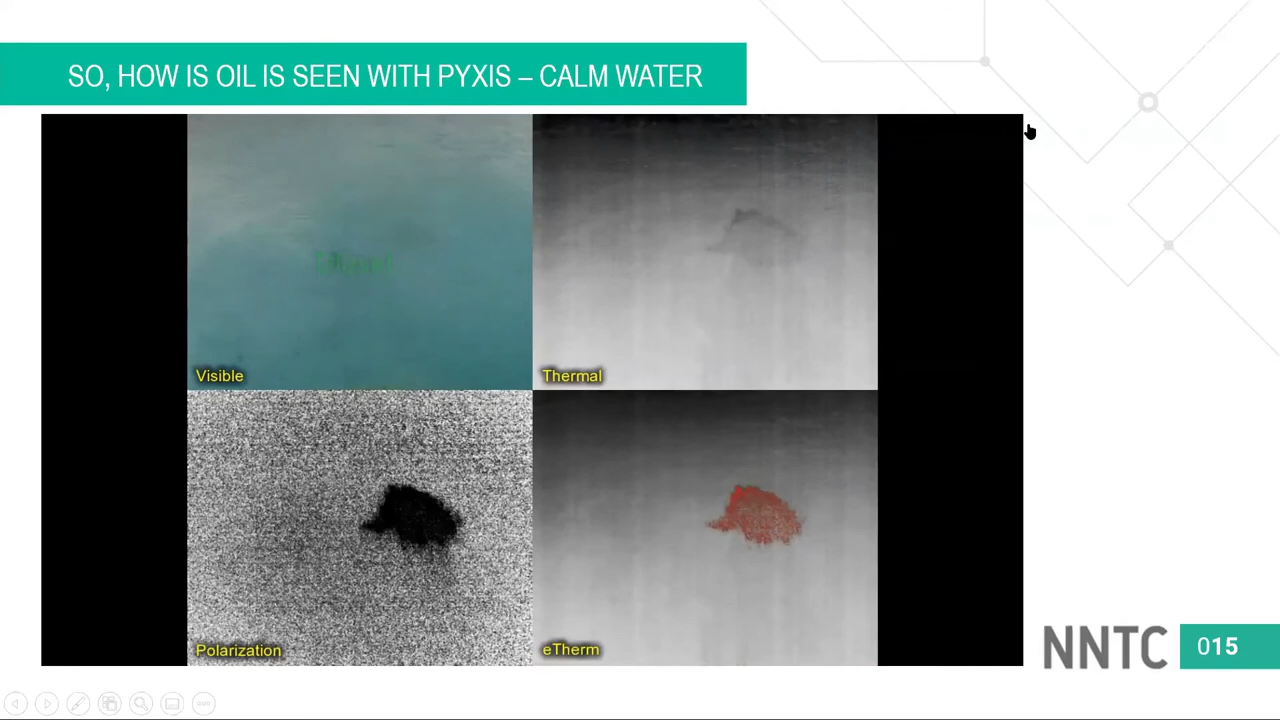 SO, HOW IS OIL IS SEEN WITH PYXIS – CALM WATER
Visible
Thermal
Polarization
eTherm
NNTC
015